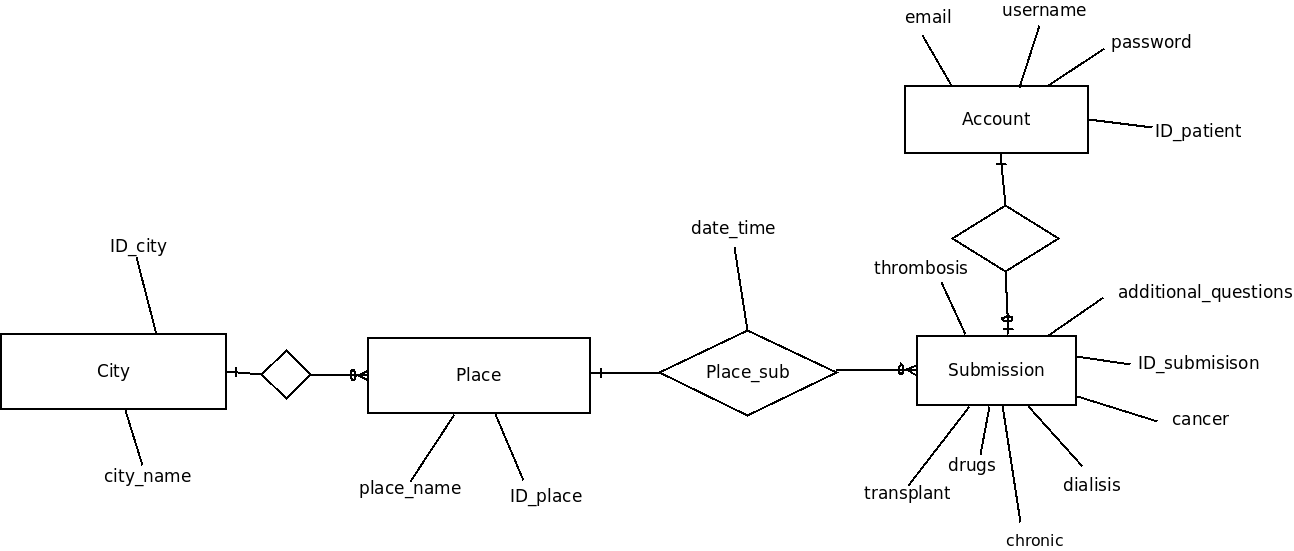 email
username
password
Account
ID_patient
date_time
ID_city
thrombosis
additional_questions
City
Place
Place_sub
Submission
ID_submisison
cancer
city_name
place_name
ID_place
transplant
drugs
dialisis
chronic